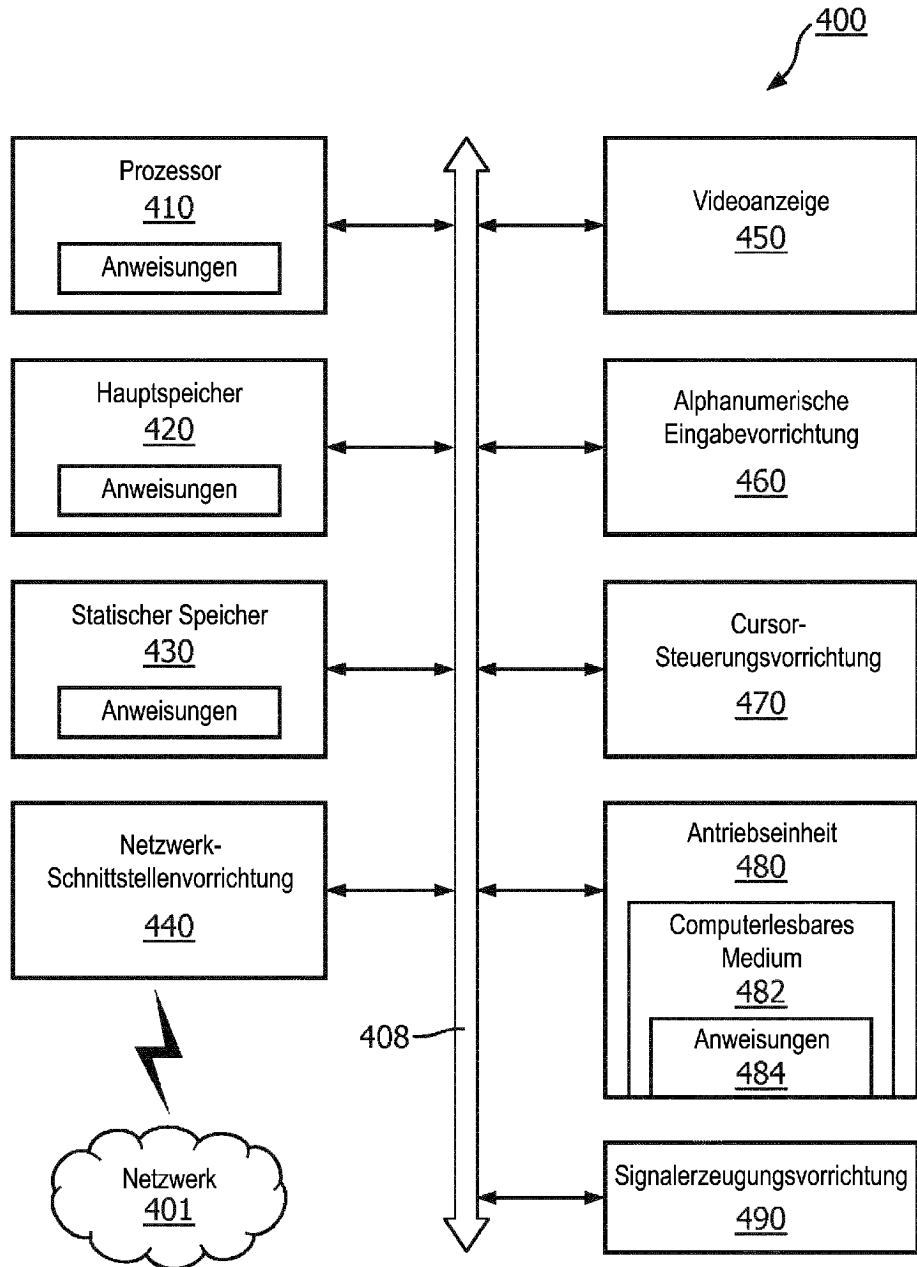 400
Prozessor
410
Anweisungen
Hauptspeicher
420
Anweisungen
Statischer Speicher
430
Anweisungen
Netzwerk-
Schnittstellenvorrichtung
440
Netzwerk
401
408
Videoanzeige
450
Alphanumerische
Eingabevorrichtung
460
Cursor-
Steuerungsvorrichtung
470
Antriebseinheit
480
Computerlesbares
Medium
482
Anweisungen
484
Signalerzeugungsvorrichtung
490